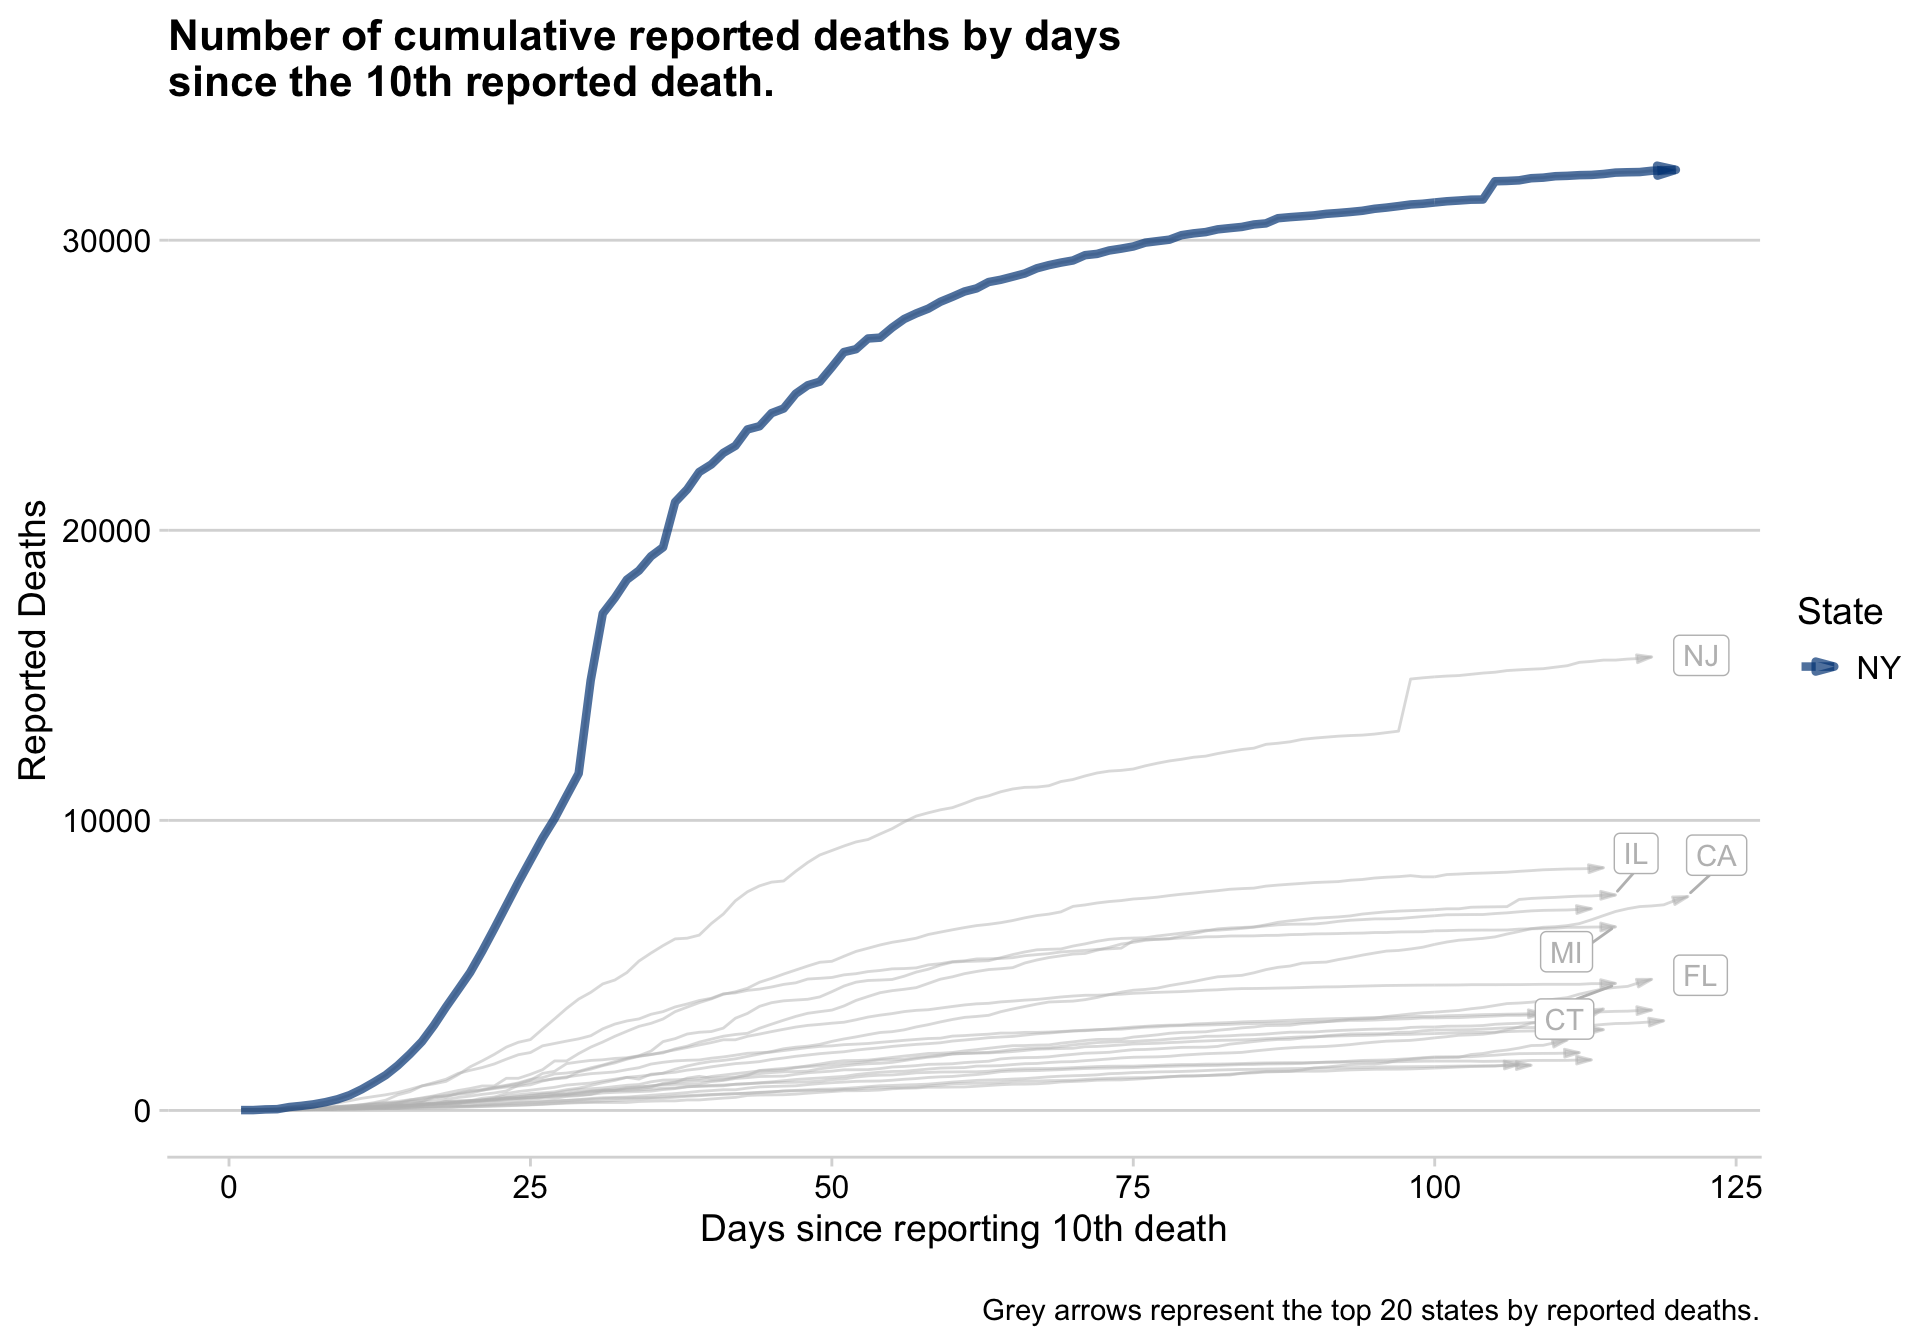 Number of cumulative reported deaths by days
since the 10th reported death.
Reported Deaths
30000
20000
10000
0
NJ
IL
CA
MI
FL
CT
State
NY
0
25
50
75
100
125
Days since reporting 10th death
Grey arrows represent the top 20 states by reported deaths.